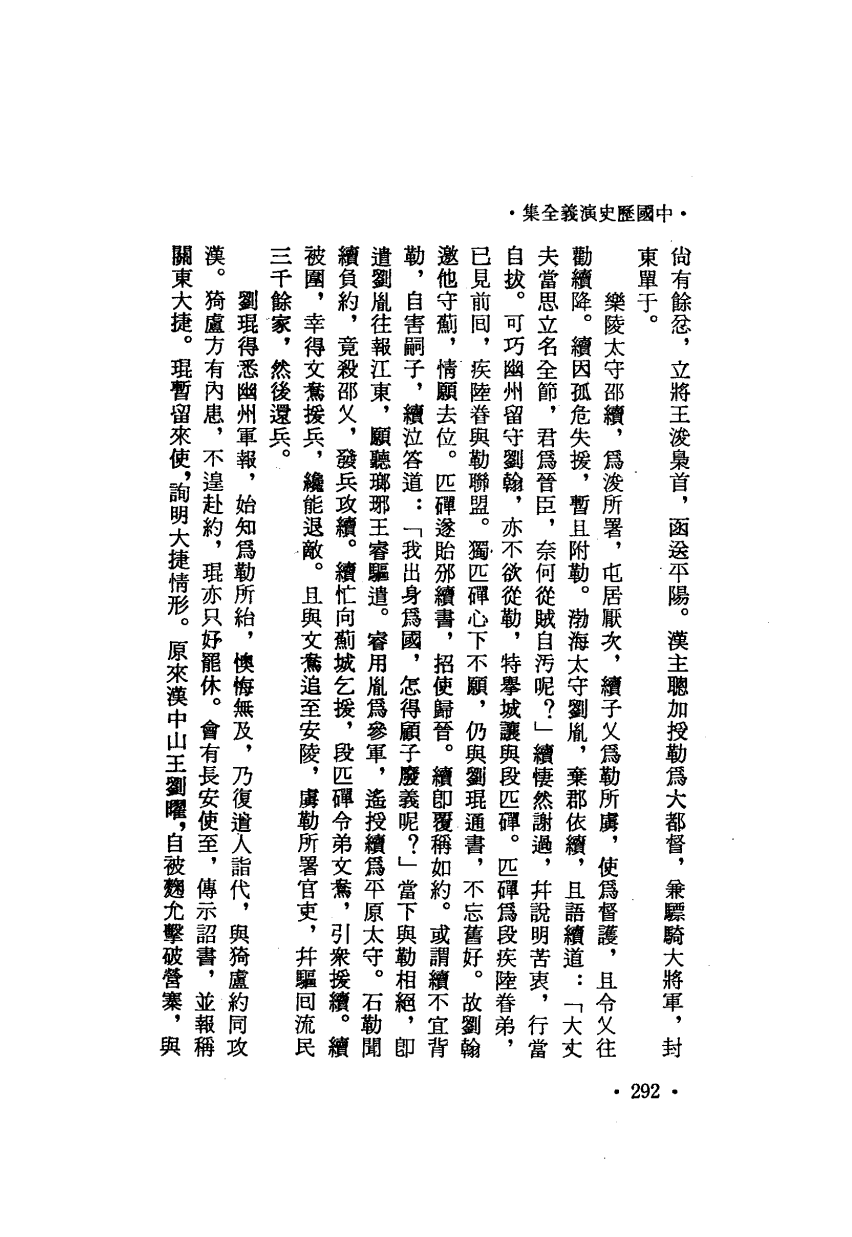 ·中國歷史演義全集·
尙有餘忿，立將王浚梟首，函送平陽。漢主聰加授勒爲大都督，兼驃騎大將軍，封
東單于。
樂陵太守邵續，爲浚所署，屯居厭次，續子乂爲勒所虜，使爲督護，且令乂往
勸續降。續因孤危失援，暫且附勒。渤海太守劉胤，棄郡依續，且語續道：「大丈
夫當思立名全節，君爲晉臣，奈何從賊自汚呢？」續悽然謝過，幷說明苦衷，行當
自拔。可巧幽州留守劉翰，亦不欲從勒，特擧城讓與段匹磾。匹磾爲段疾陸眷弟，
已見前回，疾陸眷與勒聯盟。獨匹磾心下不願，仍與劉琨通書，不忘舊好。故劉翰
邀他守薊，情願去位。匹磾遂貽邠續書，招使歸晉。續卽覆稱如約。或謂續不宜背
勒，自害嗣子，續泣答道：「我出身爲國，怎得顧子廢義呢？」當下與勒相絕，卽
遣劉胤往報江東，願聽瑯琊王睿驅遣。睿用胤爲參軍，遙授續爲平原太守。石勒聞
續負約，竟殺邵乂，發兵攻續。續忙向薊城乞援，段匹磾令弟文鴦，引衆援續。續
被圍，幸得文鴦援兵，纔能退敵。且與文鴦追至安陵，虜勒所署官吏，幷驅回流民
三千餘家，然後還兵。
劉琨得悉幽州軍報，始知爲勒所紿，懊悔無及，乃復遣人詣代，與猗盧約同攻
漢。猗盧方有內患，不遑赴約，琨亦只好罷休。會有長安使至，傳示詔書，並報稱
關東大捷。琨暫留來使，詢明大捷情形。原來漢中山王劉曜，自被麴允擊破營寨，與
·292·